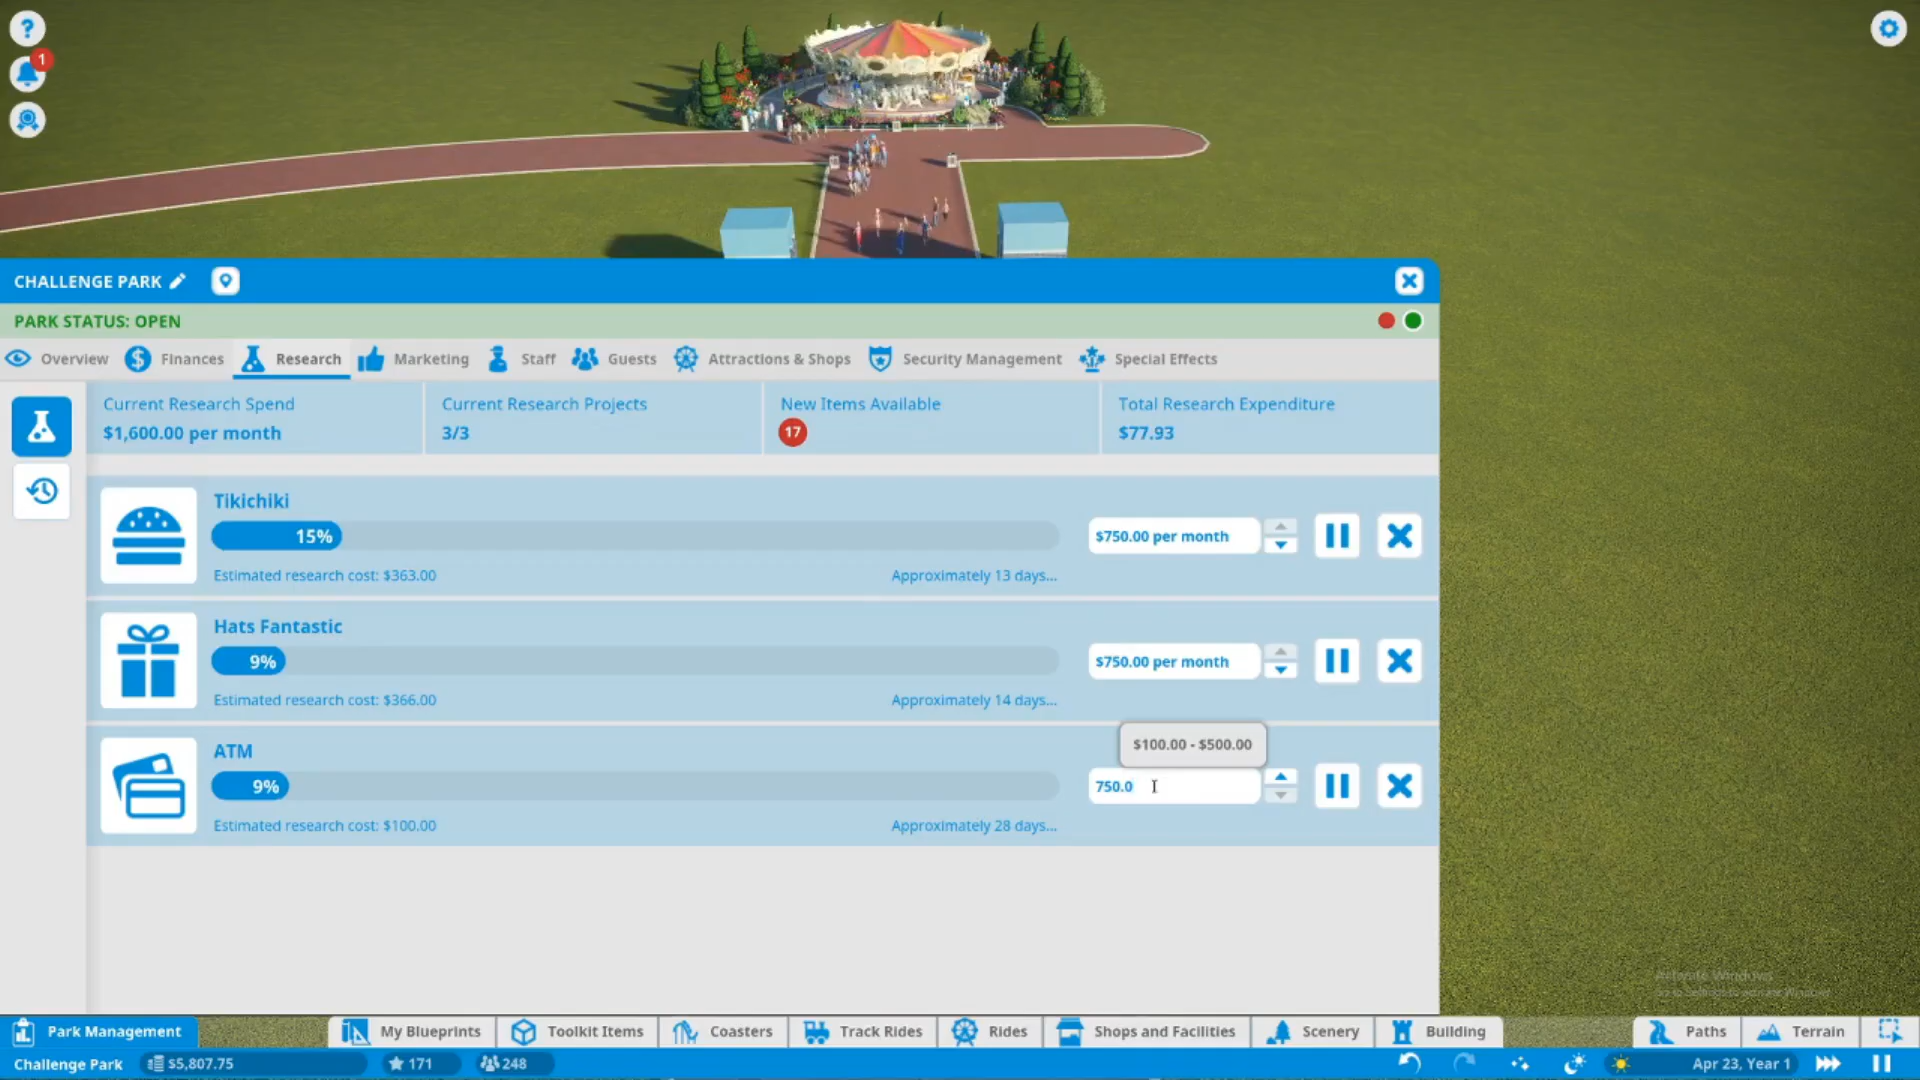 ?
1
CHALLENGE PARK
PARK STATUS: OPEN
Overview
Finances
Research
Marketing
Staff
Guests
Attractions & Shops
Security Management
Special Effects
Current Research Spend
$1,600.00 per month
Current Research Projects
3/3
New Items Available
17
Total Research Expenditure
$77.93
Tikichiki
15%
$750.00 per month
Estimated research cost: $363.00
Approximately 13 days...
Hats Fantastic
9%
$750.00 per month
Estimated research cost: $366.00
Approximately 14 days...
$100.00 - $500.00
ATM
9%
750.0
Estimated research cost: $100.00
Approximately 28 days...
Activate Windows
Park Management
My Blueprints
Toolkit Items
Coasters
Track Rides
Rides
Shops and Facilities
Scenery
Building
Paths
Terrain
Challenge Park
$5,807.75
171
248
Apr 23, Year 1